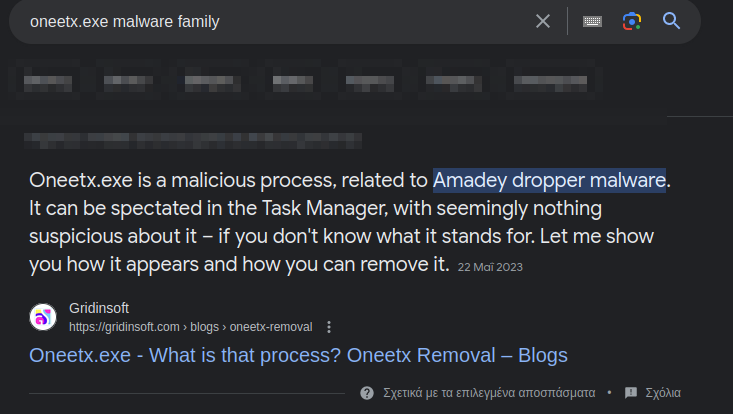 oneetx.exe malware family
Oneetx.exe is a malicious process, related to Amadey dropper malware.
It can be spectated in the Task Manager, with seemingly nothing
suspicious about it – if you don't know what it stands for. Let me show
you how it appears and how you can remove it. 22 Μαΐ 2023
Gridinsoft
https://gridinsoft.com › blogs › oneetx-removal
Oneetx.exe - What is that process? Oneetx Removal – Blogs
Σχετικά με τα επιλεγμένα αποσπάσματα • Σχόλια